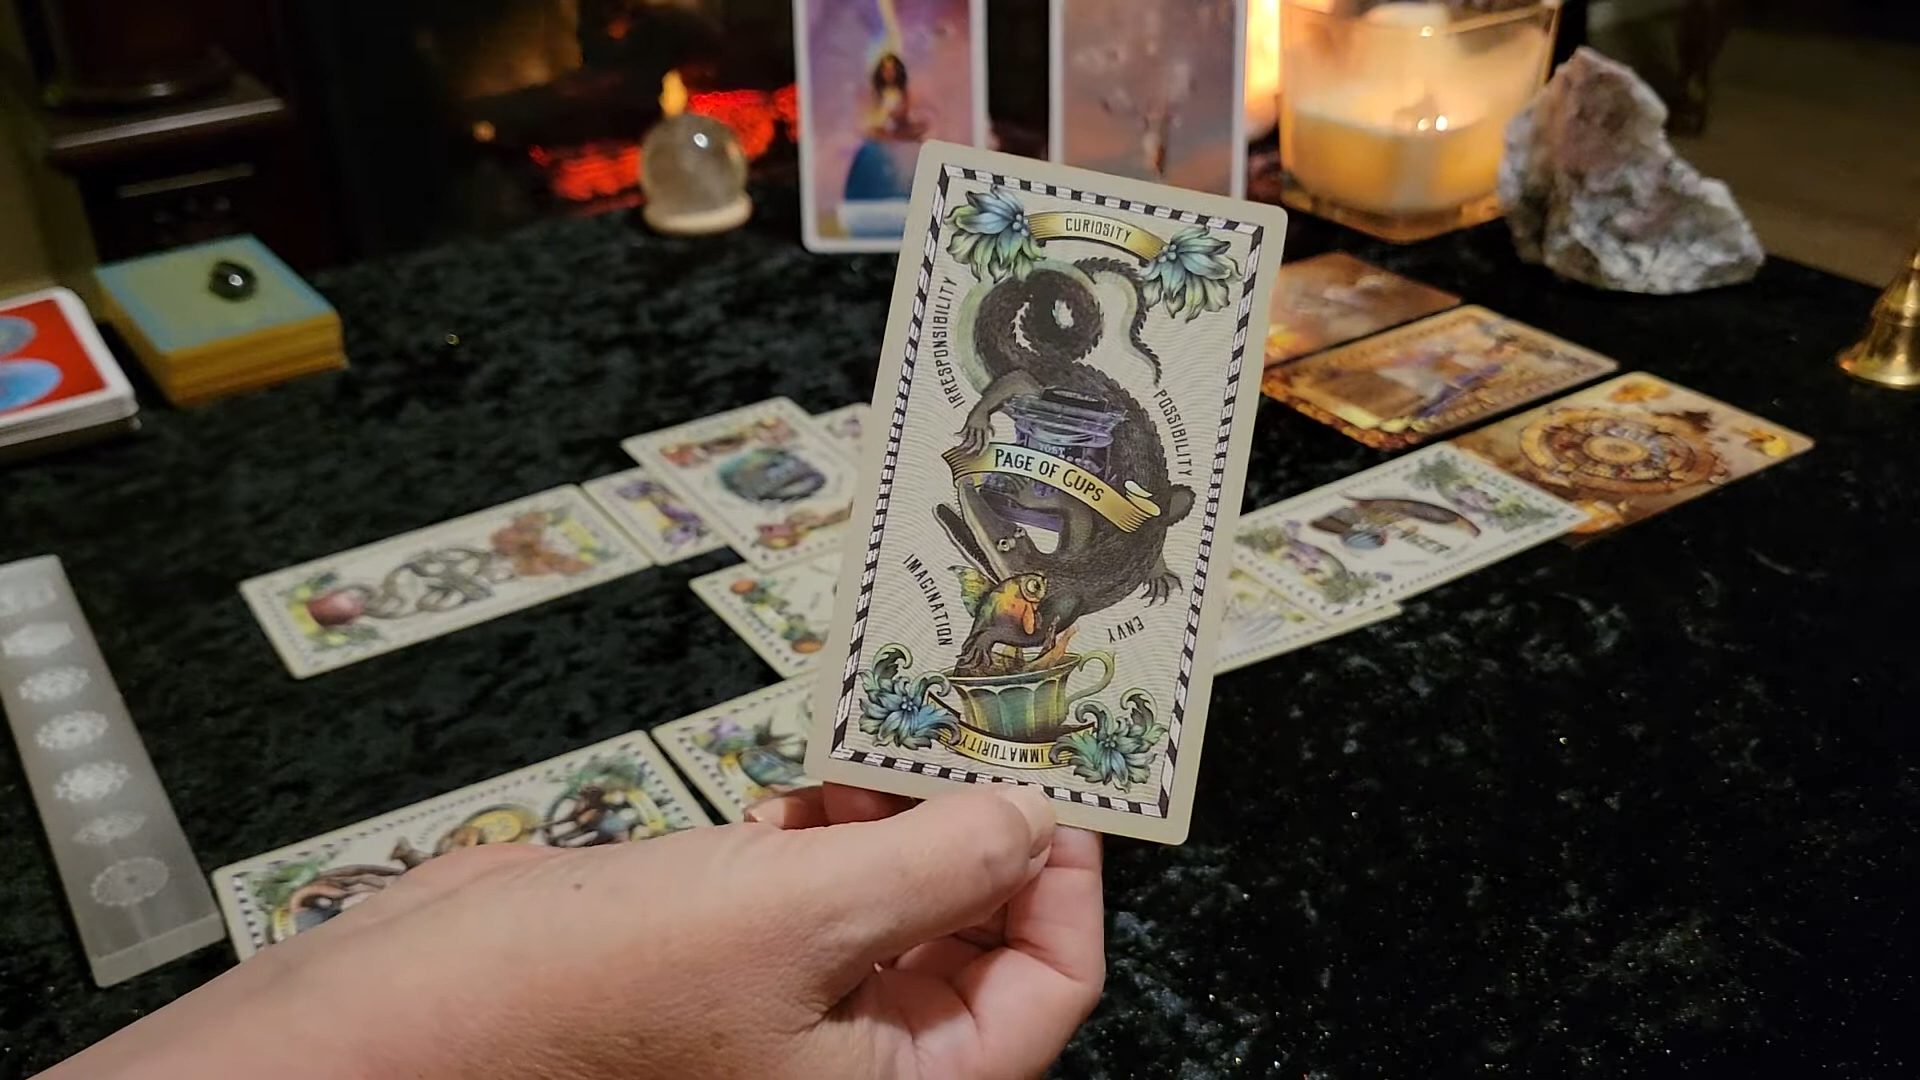 CURIOSITY
IRRESPONSIBILITY
POSSIBILITY
PAGE OF CUPS
IMAGINATION
ENVY
IMMATURITY